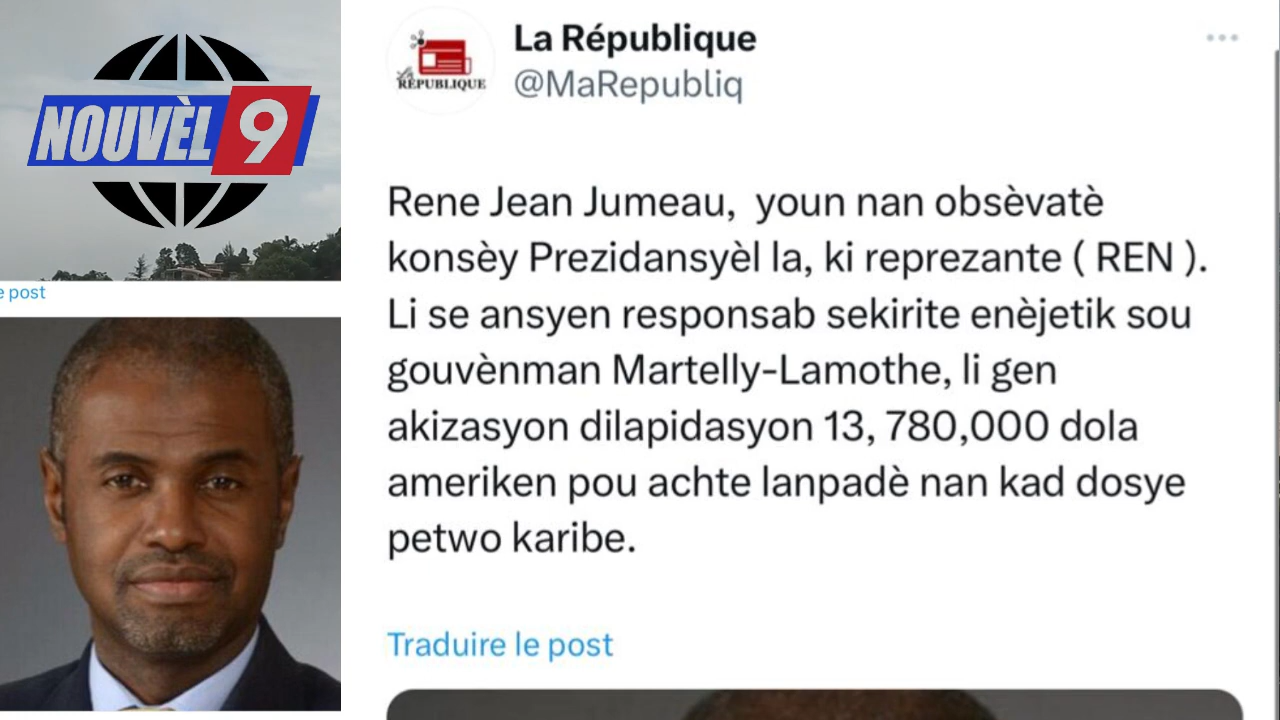 NOUVÈL 9
e post
La RÉPUBLIQUE
La République
@MaRepubliq
Rene Jean Jumeau,  youn nan obsèvatè
konsèy Prezidansyèl la, ki reprezante ( REN ).
Li se ansyen responsab sekirite enèjetik sou
gouvènman Martelly-Lamothe, li gen
akizasyon dilapidasyon 13, 780,000 dola
ameriken pou achte lanpadè nan kad dosye
petwo karibe.
Traduire le post